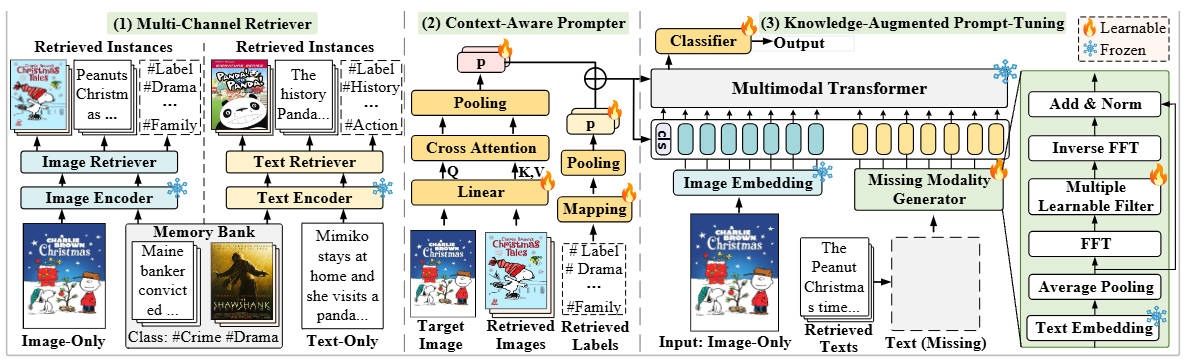 (1) Multi-Channel Retriever
Retrieved Instances
Retrieved Instances
Christmas
Tales
Peanuts
Christm
as ...
#Label
#Drama
...
#Family
PANDA!
PANDA!
The
history
Panda...
#Label
#History
...
#Action
Image Retriever
Text Retriever
Image Encoder
Text Encoder
A
CHARLIE BROWN
Christmas
Memory Bank
Maine
banker
convict
ed ...
SHAWSHANK
Class: #Crime #Drama
Mimiko
stays at
home and
she visits a
panda...
Image-Only
Text-Only
(2) Context-Aware Prompter
p
p
Pooling
Cross Attention
Q
K,V
Linear
Pooling
Mapping
A
CHARLIE BROWN
Christmas
Christmas
Tales
# Label
# Drama
...
#Family
Target
Image
Retrieved
Images
Retrieved
Labels
(3) Knowledge-Augmented Prompt-Tuning
Classifier
Output
Multimodal Transformer
cls
Image Embedding
Missing Modality
Generator
A
CHARLIE BROWN
Christmas
The
Peanut
Christma
s time...
Input: Image-Only
Retrieved
Texts
Text (Missing)
Learnable
Frozen
Add & Norm
Inverse FFT
Multiple
Learnable Filter
FFT
Average Pooling
Text Embedding